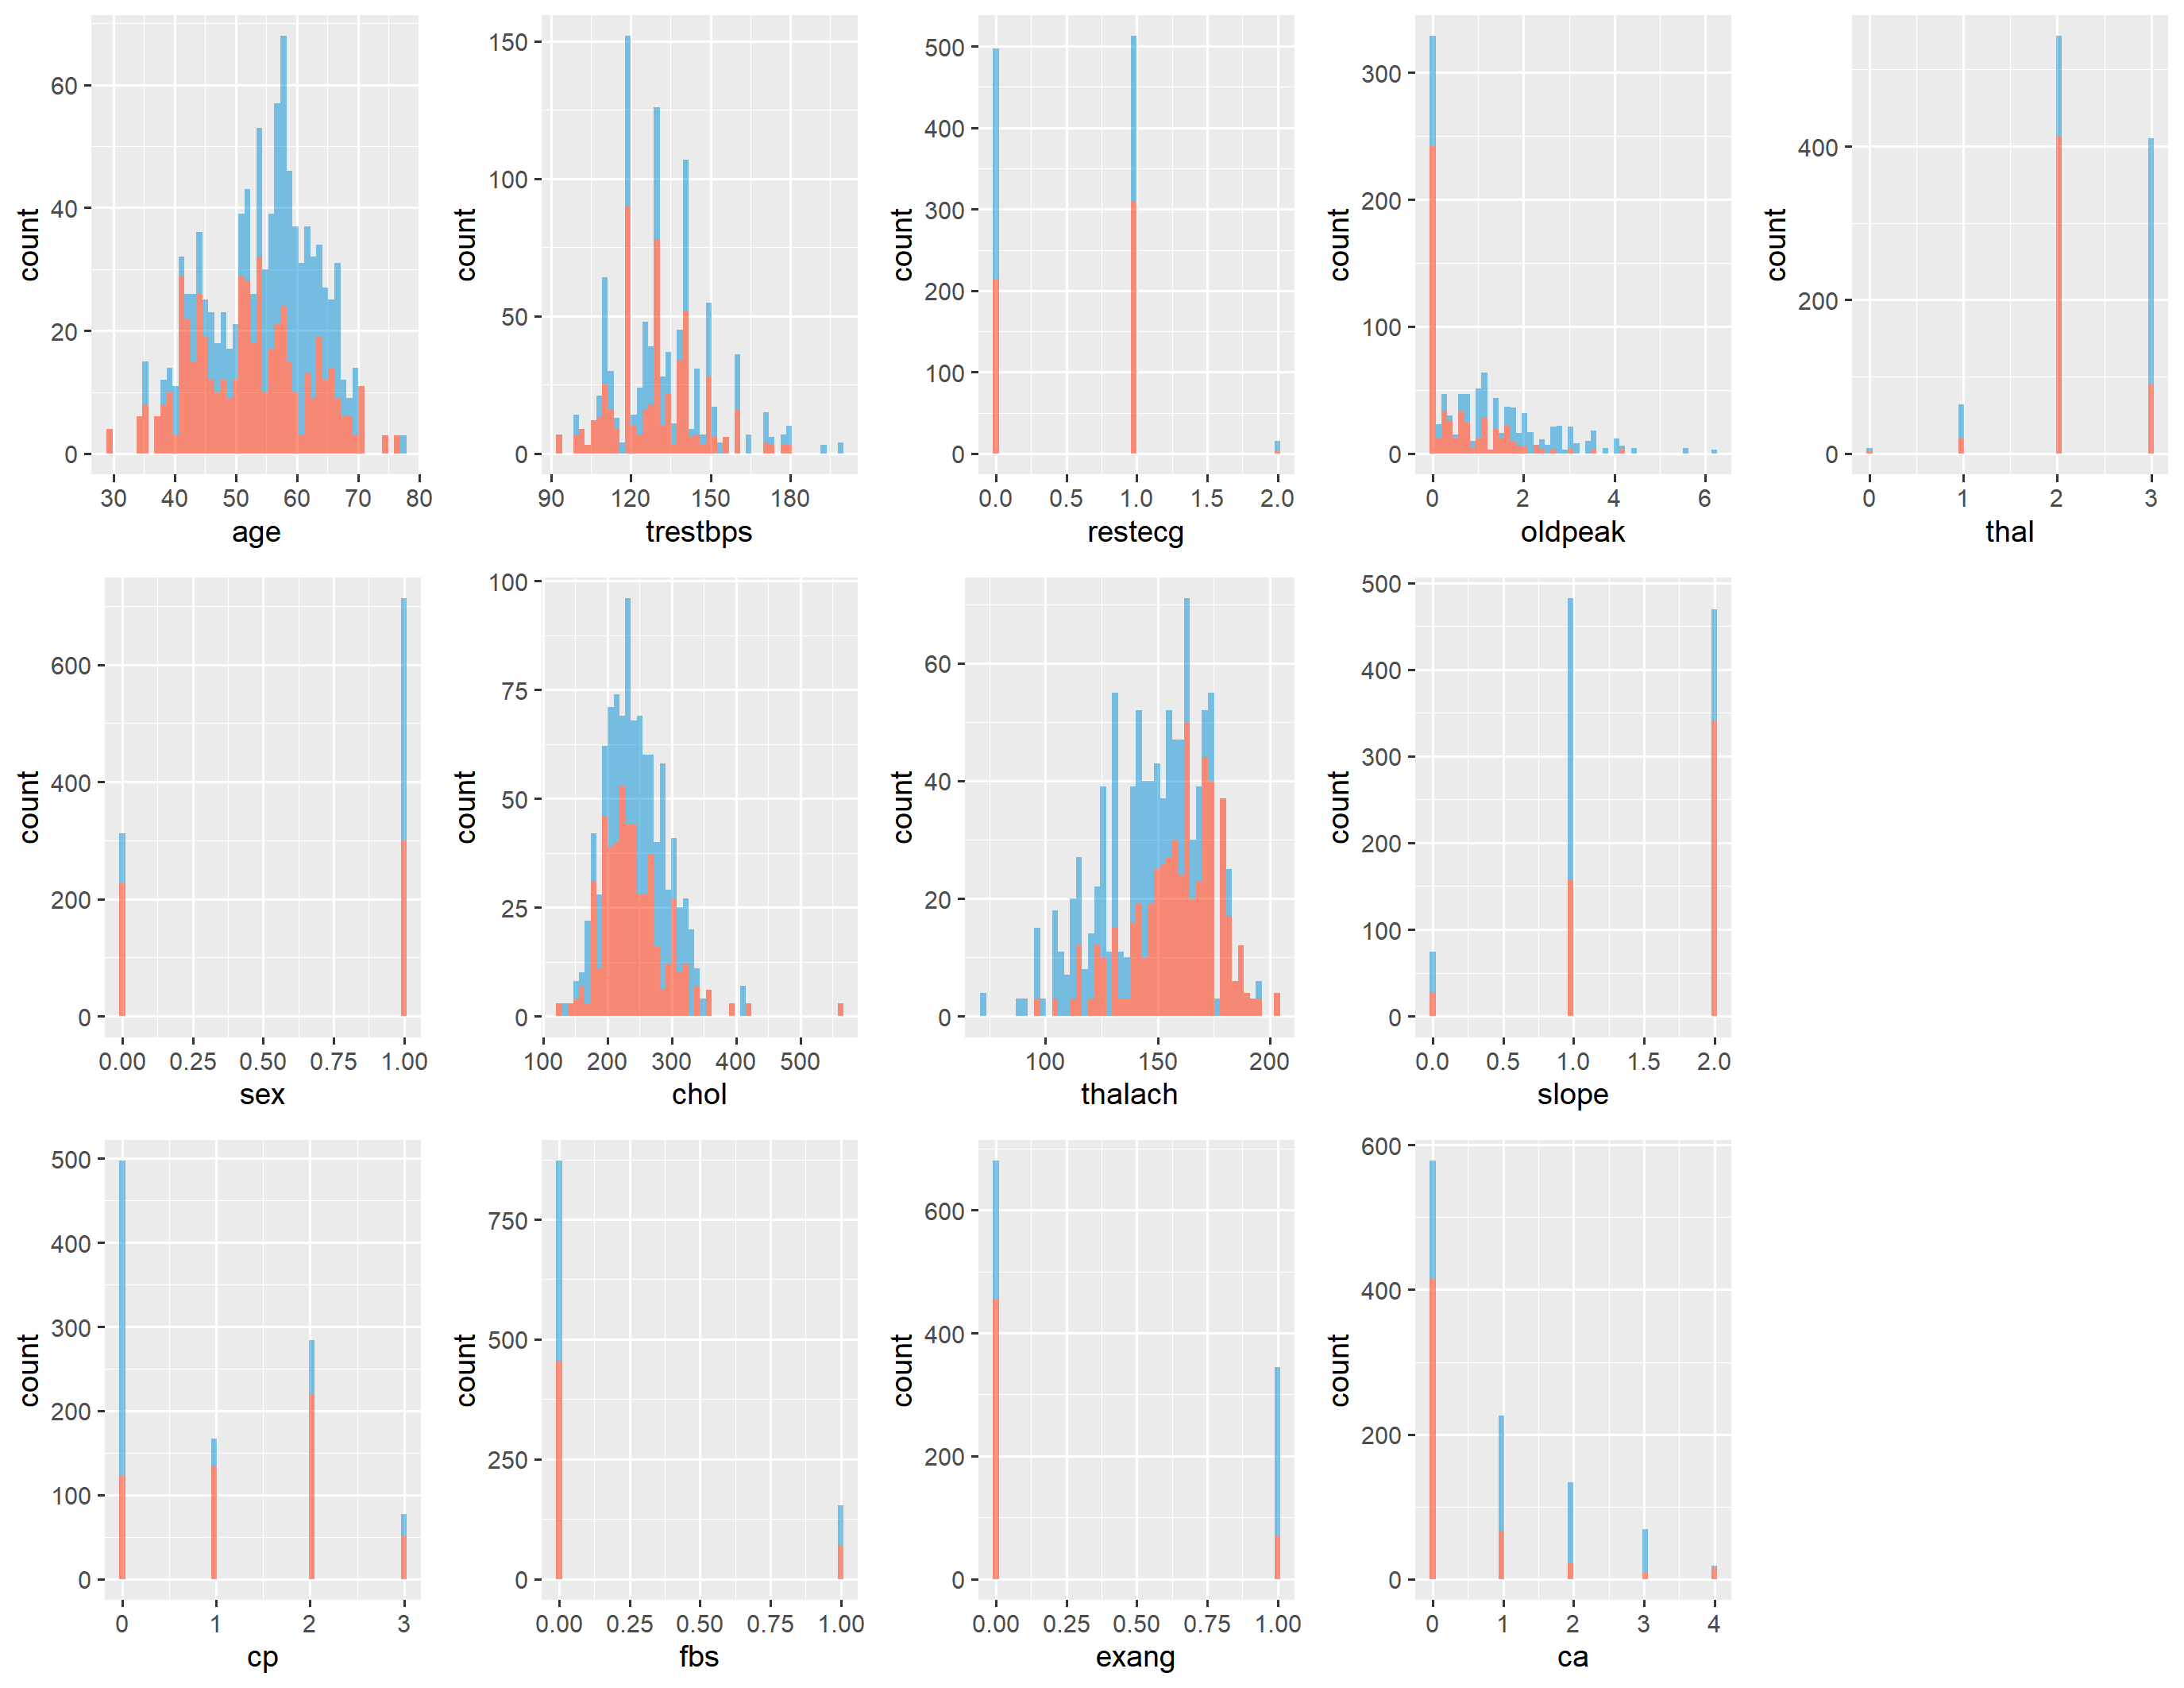 count
60
40
20
0
30 40 50 60 70 80
age
count
150
100
50
0
90 120 150 180
trestbps
count
500
400
300
200
100
0
0.0 0.5 1.0 1.5 2.0
restecg
count
300
200
100
0
0 2 4 6
oldpeak
count
400
200
0
0 1 2 3
thal
count
600
400
200
0
0.00 0.25 0.50 0.75 1.00
sex
count
100
75
50
25
0
100 200 300 400 500
chol
count
60
40
20
0
100 150 200
thalach
count
500
400
300
200
100
0
0.0 0.5 1.0 1.5 2.0
slope
count
500
400
300
200
100
0
0 1 2 3
cp
count
750
500
250
0
0.00 0.25 0.50 0.75 1.00
fbs
count
600
400
200
0
0.00 0.25 0.50 0.75 1.00
exang
count
600
400
200
0
0 1 2 3 4
ca